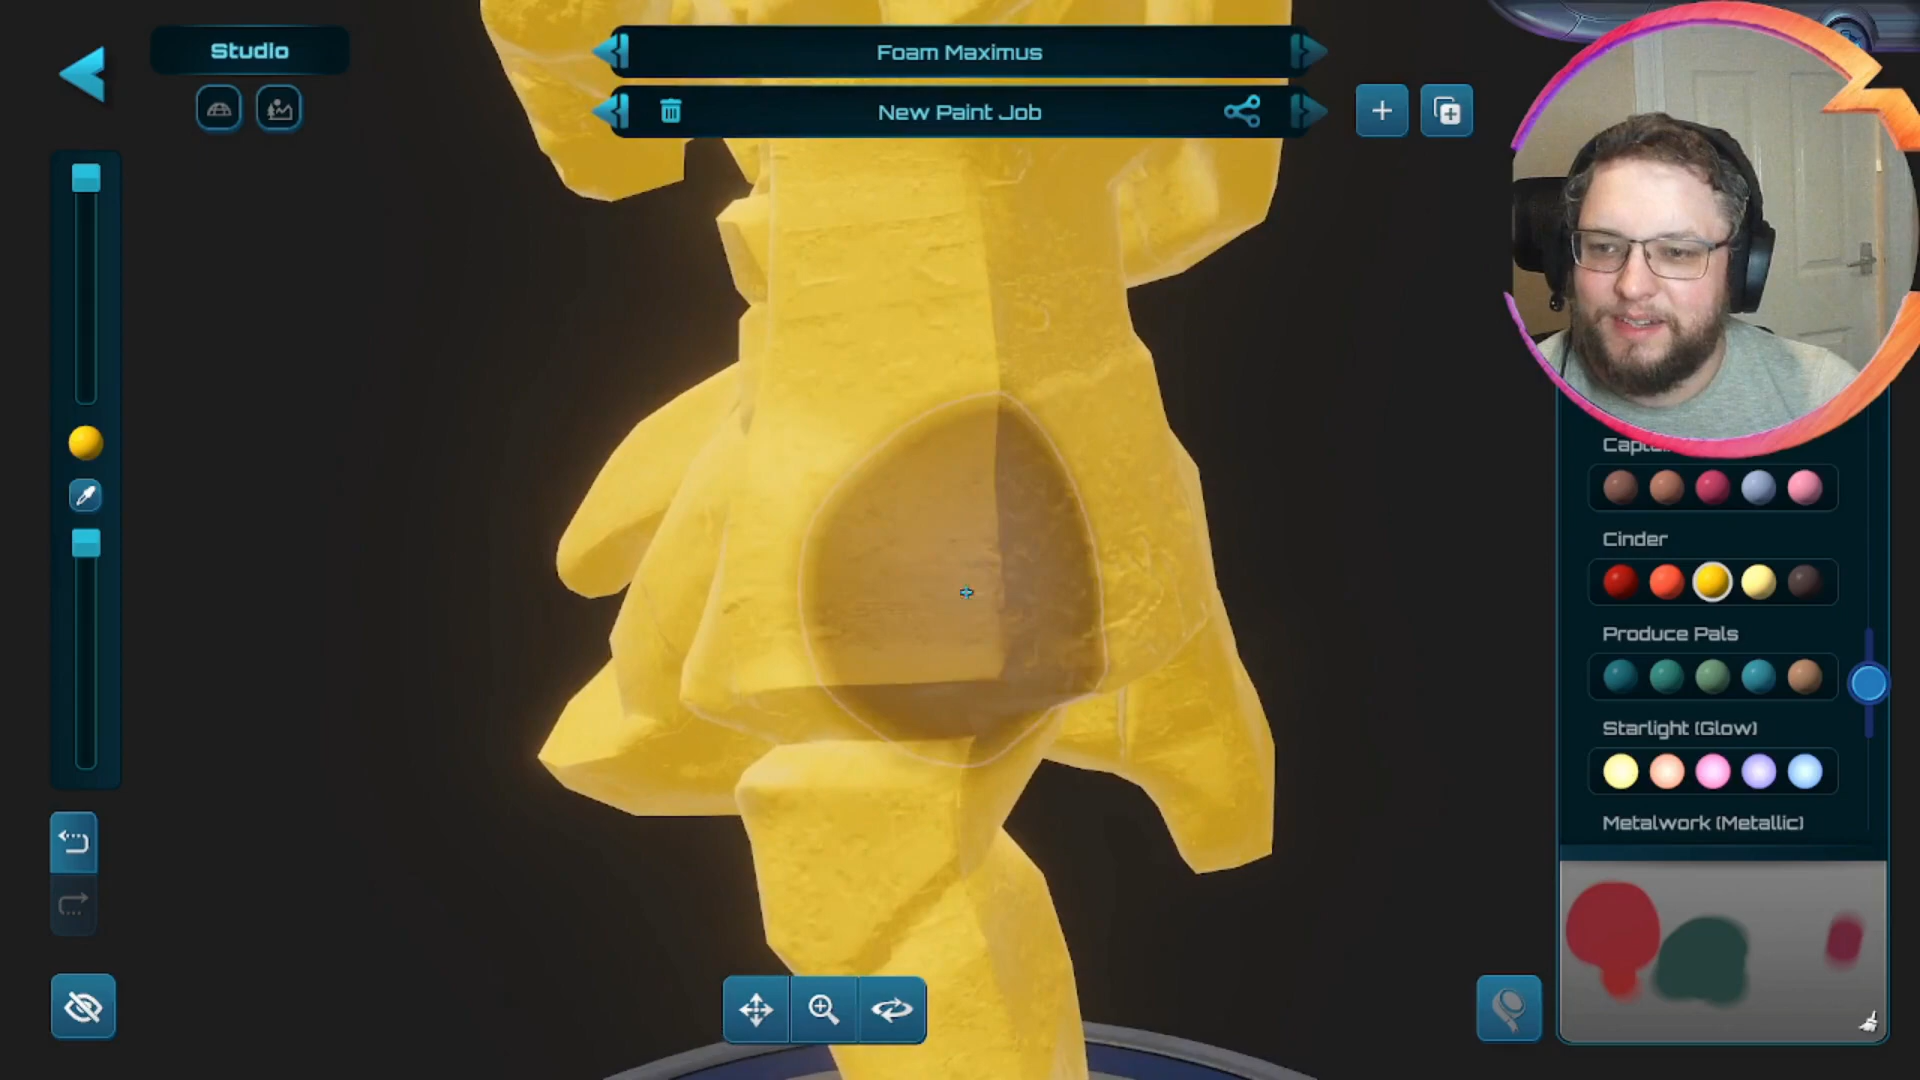 Studio
Foam Maximus
New Paint Job
Cinder
Produce Pals
Starlight (Glow)
Metalwork (Metallic)